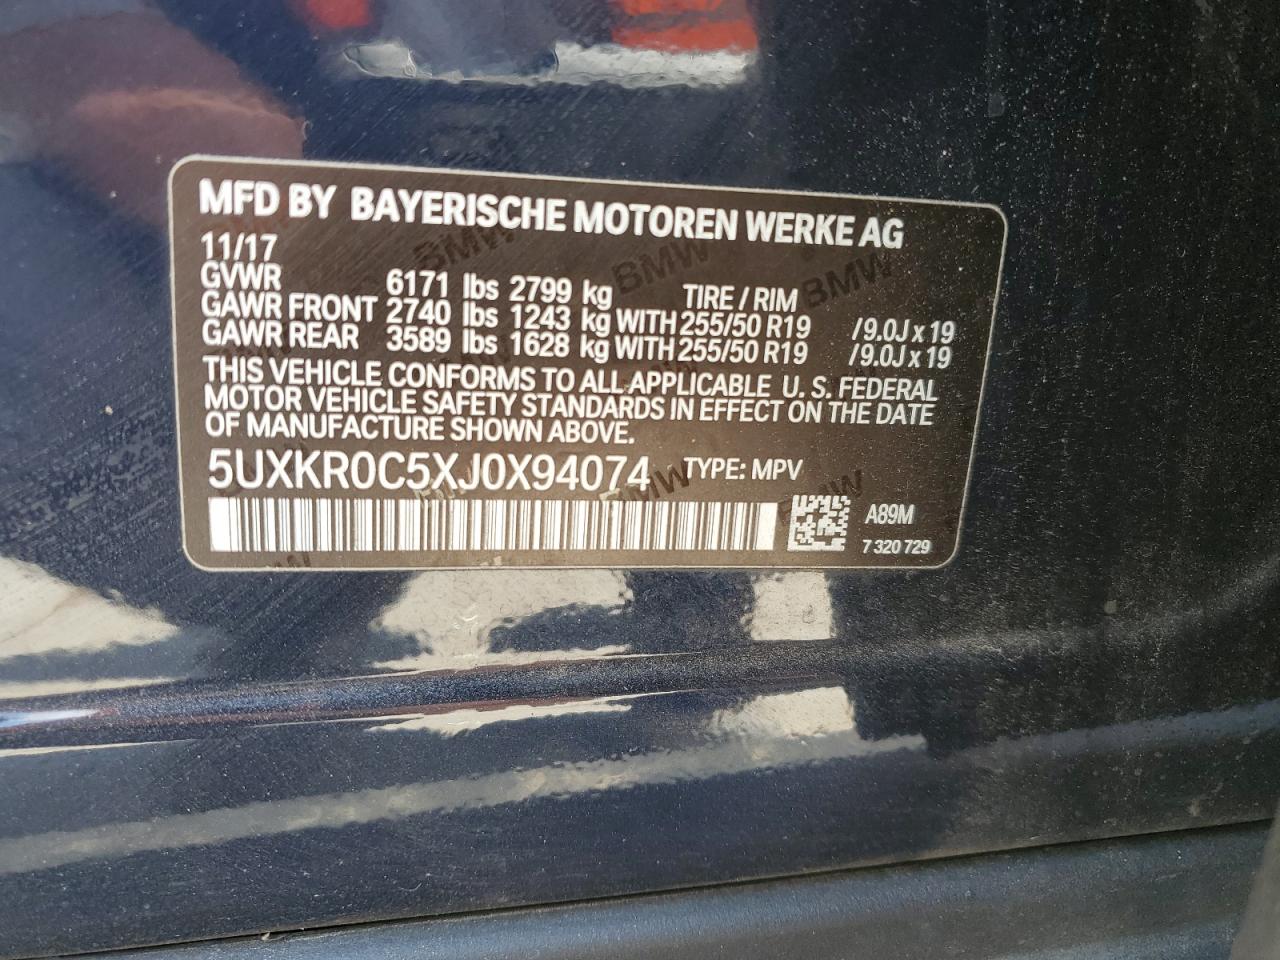 MFD BY BAYERISCHE MOTOREN WERKE AG
11/17
GVWR 6171 lbs 2799 kg TIRE / RIM
GAWR FRONT 2740 lbs 1243 kg WITH 255/50 R19 /9.0J x 19
GAWR REAR 3589 lbs 1628 kg WITH 255/50 R19 /9.0J x 19
THIS VEHICLE CONFORMS TO ALL APPLICABLE U. S. FEDERAL
MOTOR VEHICLE SAFETY STANDARDS IN EFFECT ON THE DATE
OF MANUFACTURE SHOWN ABOVE.
5UXKR0C5XJ0X94074 TYPE: MPV
A89M
7 320 729